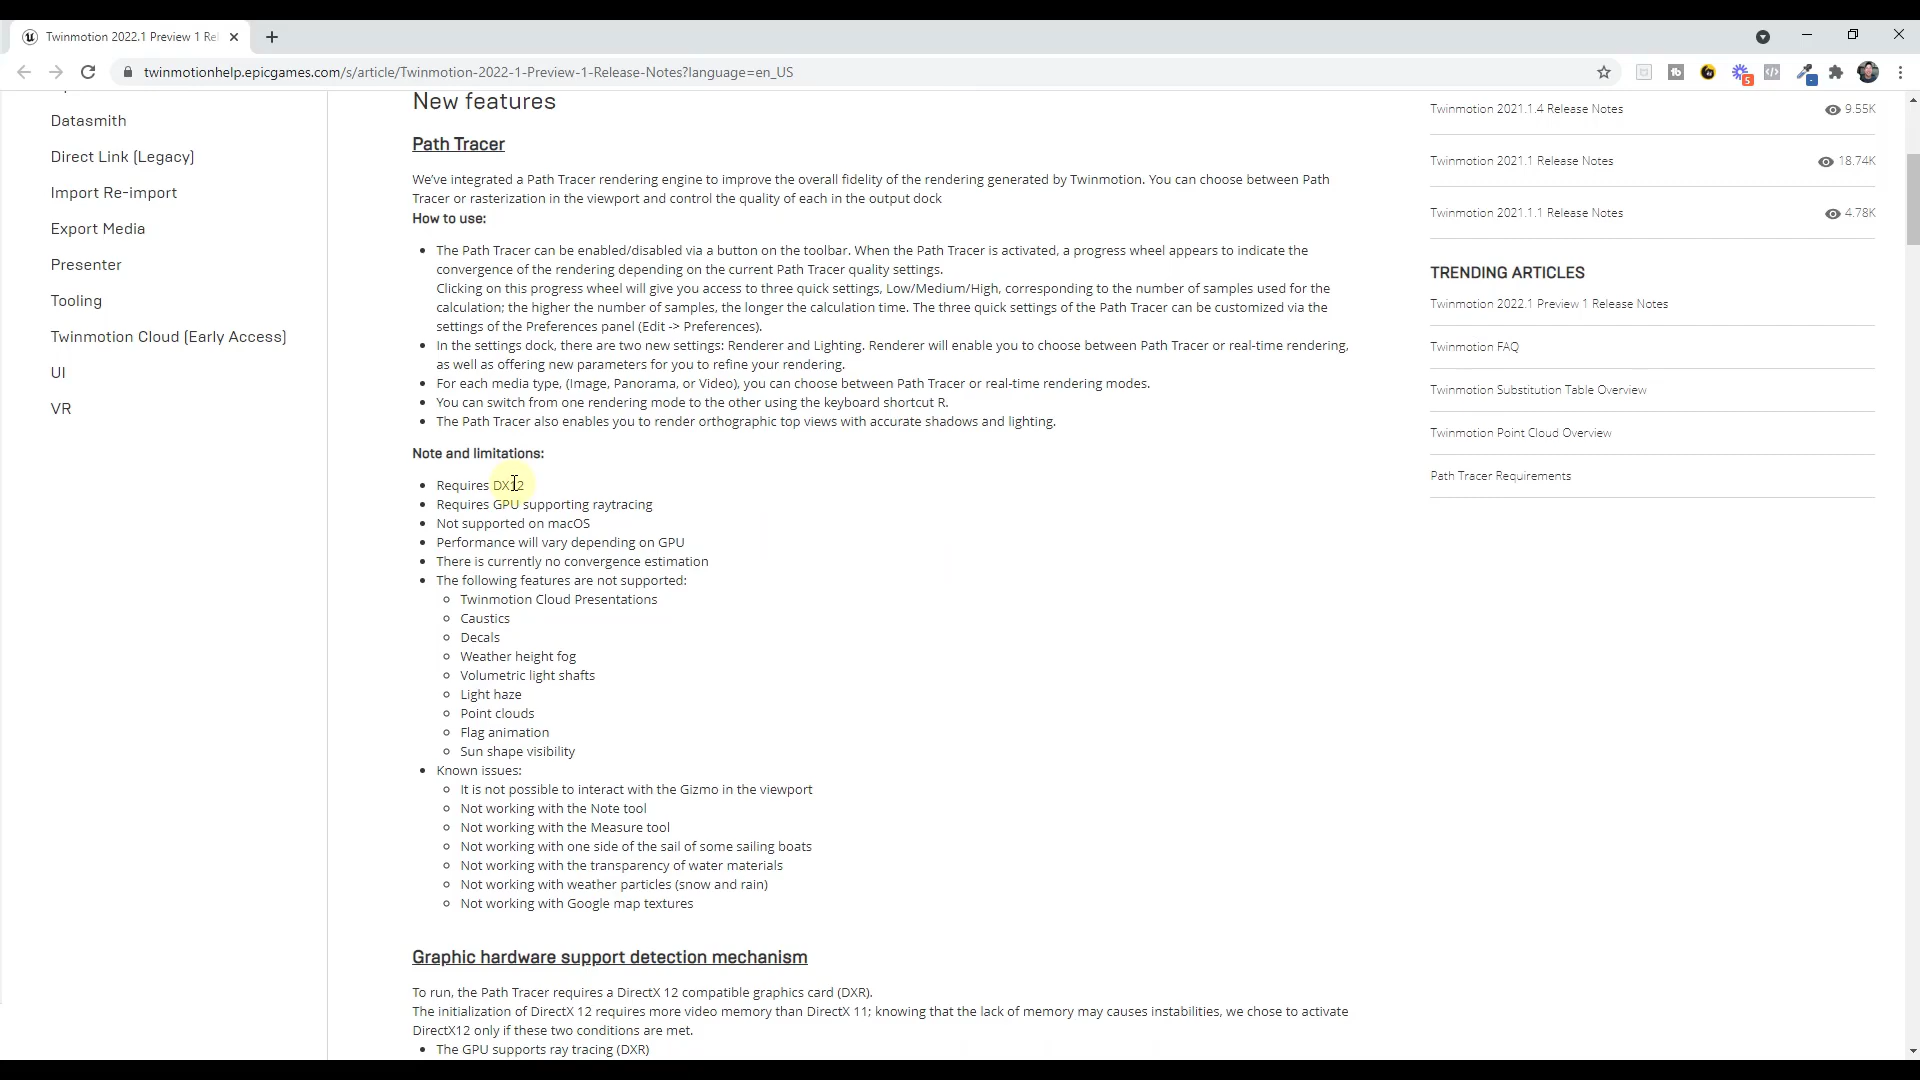 Twinmotion 2022.1 Preview 1 Re
twinmotionhelp.epicgames.com/s/article/Twinmotion-2022-1-Preview-1-Release-Notes?language=en_US
5
Datasmith
Direct Link (Legacy)
Import Re-import
Export Media
Presenter
Tooling
Twinmotion Cloud (Early Access)
UI
VR
New features
Path Tracer
We've integrated a Path Tracer rendering engine to improve the overall fidelity of the rendering generated by Twinmotion. You can choose between Path
Tracer or rasterization in the viewport and control the quality of each in the output dock
How to use:
The Path Tracer can be enabled/disabled via a button on the toolbar. When the Path Tracer is activated, a progress wheel appears to indicate the
convergence of the rendering depending on the current Path Tracer quality settings.
Clicking on this progress wheel will give you access to three quick settings, Low/Medium/High, corresponding to the number of samples used for the
calculation; the higher the number of samples, the longer the calculation time. The three quick settings of the Path Tracer can be customized via the
settings of the Preferences panel (Edit -> Preferences).
In the settings dock, there are two new settings: Renderer and Lighting. Renderer will enable you to choose between Path Tracer or real-time rendering,
as well as offering new parameters for you to refine your rendering.
For each media type, (Image, Panorama, or Video), you can choose between Path Tracer or real-time rendering modes.
You can switch from one rendering mode to the other using the keyboard shortcut R.
The Path Tracer also enables you to render orthographic top views with accurate shadows and lighting.
Note and limitations:
Requires DX12
Requires GPU supporting raytracing
Not supported on macOS
Performance will vary depending on GPU
There is currently no convergence estimation
The following features are not supported:
Twinmotion Cloud Presentations
Caustics
Decals
Weather height fog
Volumetric light shafts
Light haze
Point clouds
Flag animation
Sun shape visibility
Known issues:
It is not possible to interact with the Gizmo in the viewport
Not working with the Note tool
Not working with the Measure tool
Not working with one side of the sail of some sailing boats
Not working with the transparency of water materials
Not working with weather particles (snow and rain)
Not working with Google map textures
Graphic hardware support detection mechanism
To run, the Path Tracer requires a DirectX 12 compatible graphics card (DXR).
The initialization of DirectX 12 requires more video memory than DirectX 11; knowing that the lack of memory may causes instabilities, we chose to activate
DirectX12 only if these two conditions are met.
The GPU supports ray tracing (DXR)
Twinmotion 2021.1.4 Release Notes 9.55K
Twinmotion 2021.1 Release Notes 18.74K
Twinmotion 2021.1.1 Release Notes 4.78K
TRENDING ARTICLES
Twinmotion 2022.1 Preview 1 Release Notes
Twinmotion FAQ
Twinmotion Substitution Table Overview
Twinmotion Point Cloud Overview
Path Tracer Requirements